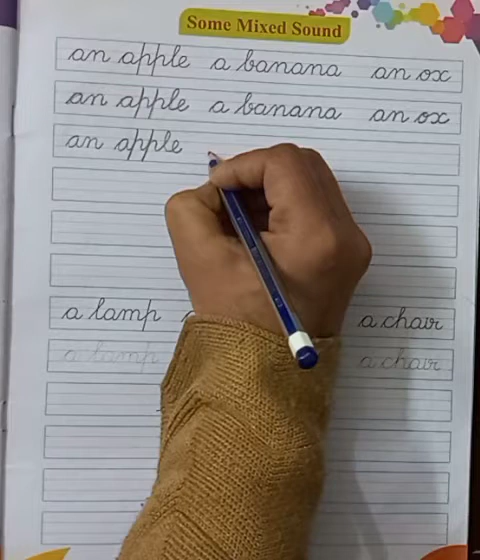 Some Mixed Sound
an apple a banana an ox
an apple a banana an ox
an apple
a lamp a chair
a lamp a chair